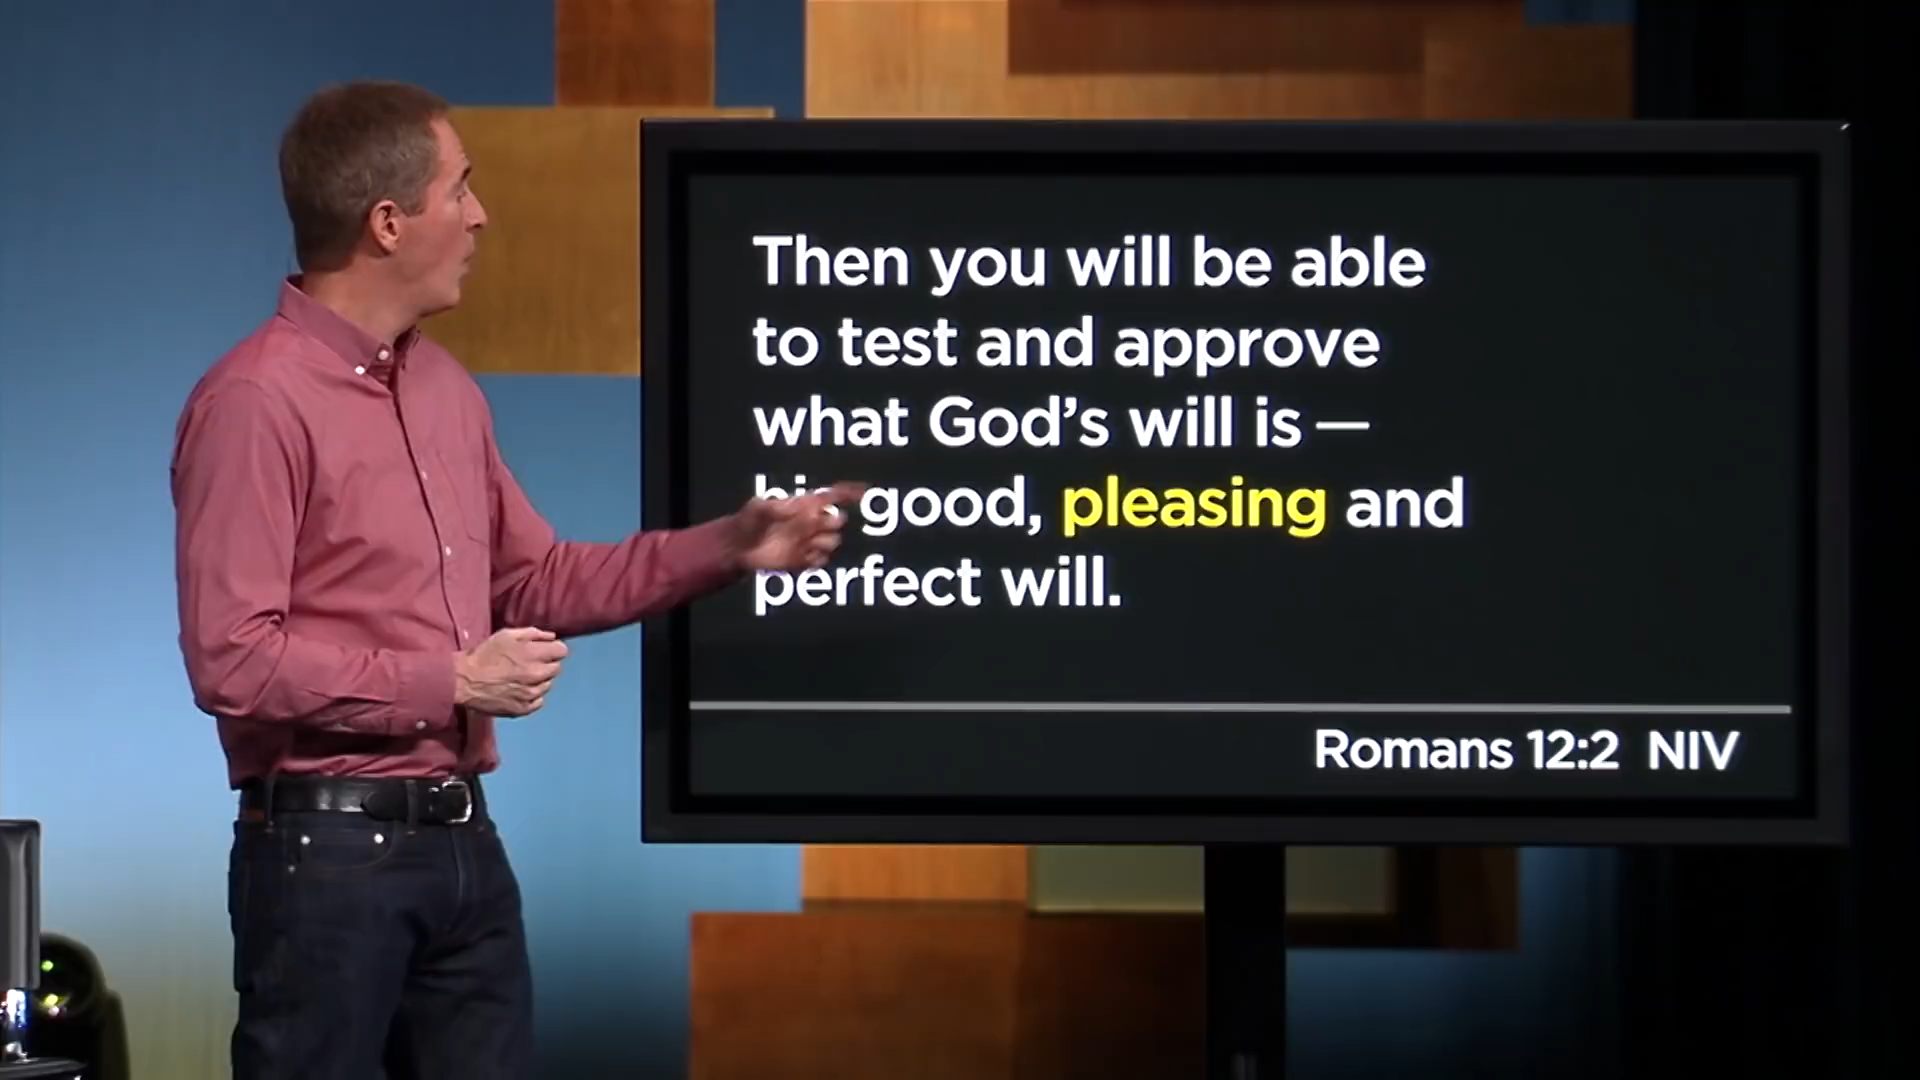 Then you will be able
to test and approve
what God's will is —
his good, pleasing and
perfect will.
Romans 12:2 NIV